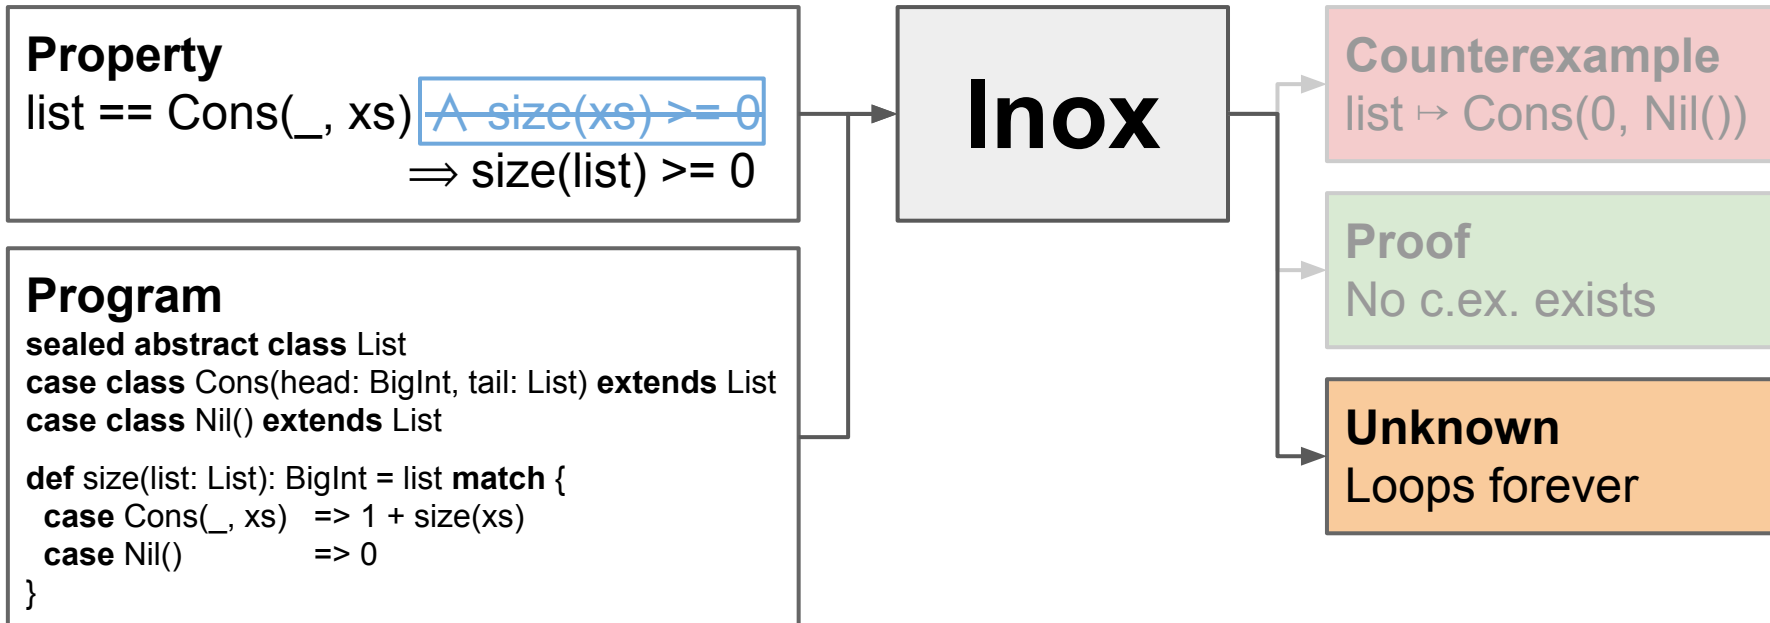 Property
list == Cons(_, xs) ∧ size(xs) >= 0
⟹ size(list) >= 0
Program
sealed abstract class List
case class Cons(head: BigInt, tail: List) extends List
case class Nil() extends List
def size(list: List): BigInt = list match {
case Cons(_, xs) => 1 + size(xs)
case Nil() => 0
}
Inox
Counterexample
list ↦ Cons(0, Nil())
Proof
No c.ex. exists
Unknown
Loops forever